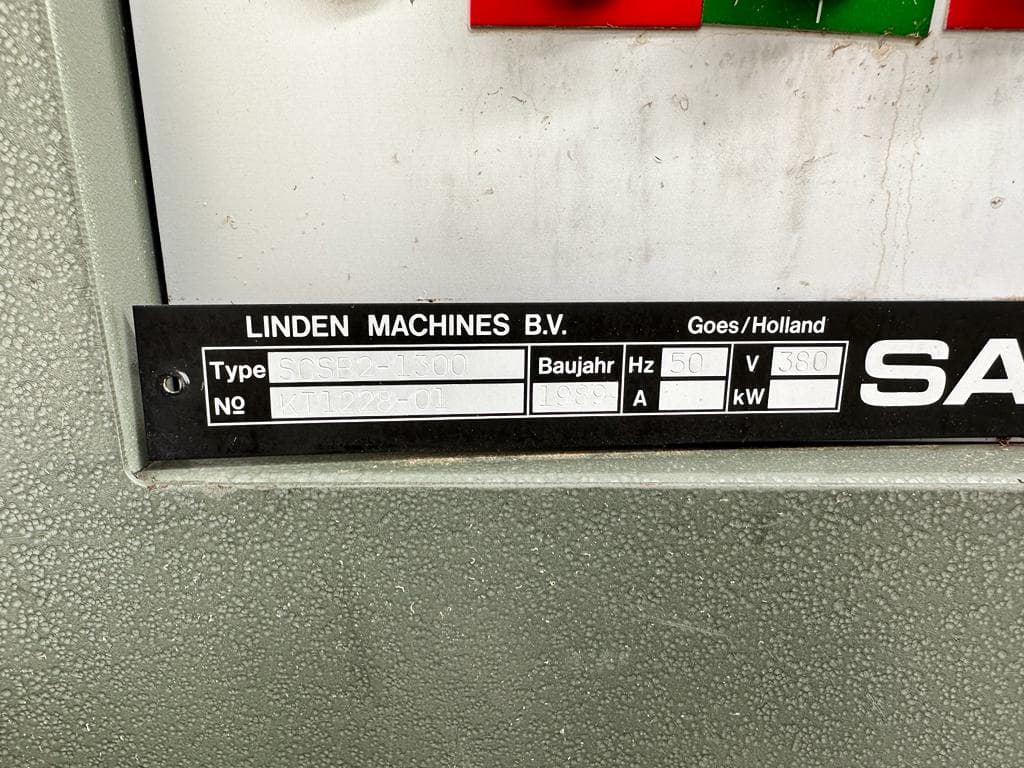 LINDEN MACHINES B.V. Goes/Holland
Type SCSB2-1300 Baujahr Hz 50 V 380 SA
Nº KT1228-01 1989 A kW